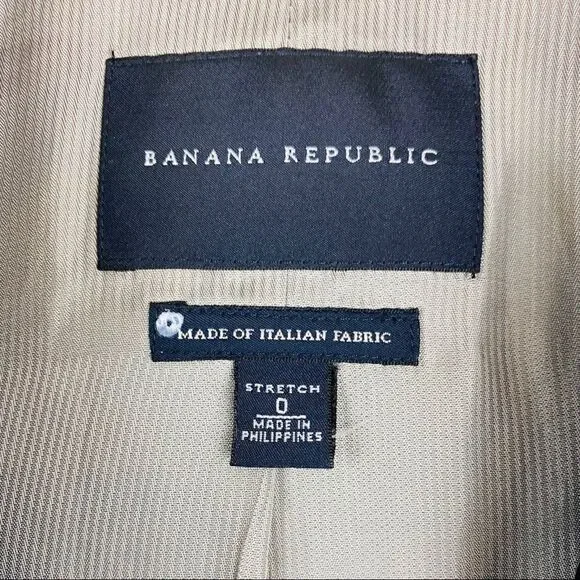 BANANA REPUBLIC
MADE OF ITALIAN FABRIC
STRETCH
0
MADE IN
PHILIPPINES